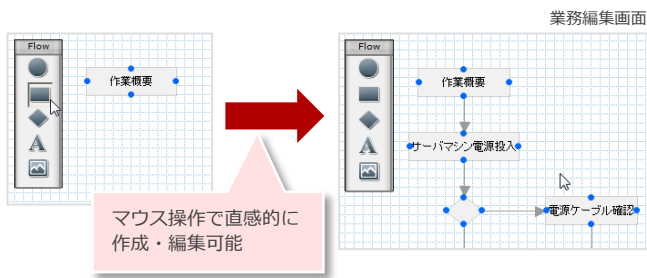 業務編集画面
Flow
作業概要
A
マウス操作で直感的に
作成・編集可能
Flow
作業概要
サーバマシン電源投入
A
電源ケーブル確認